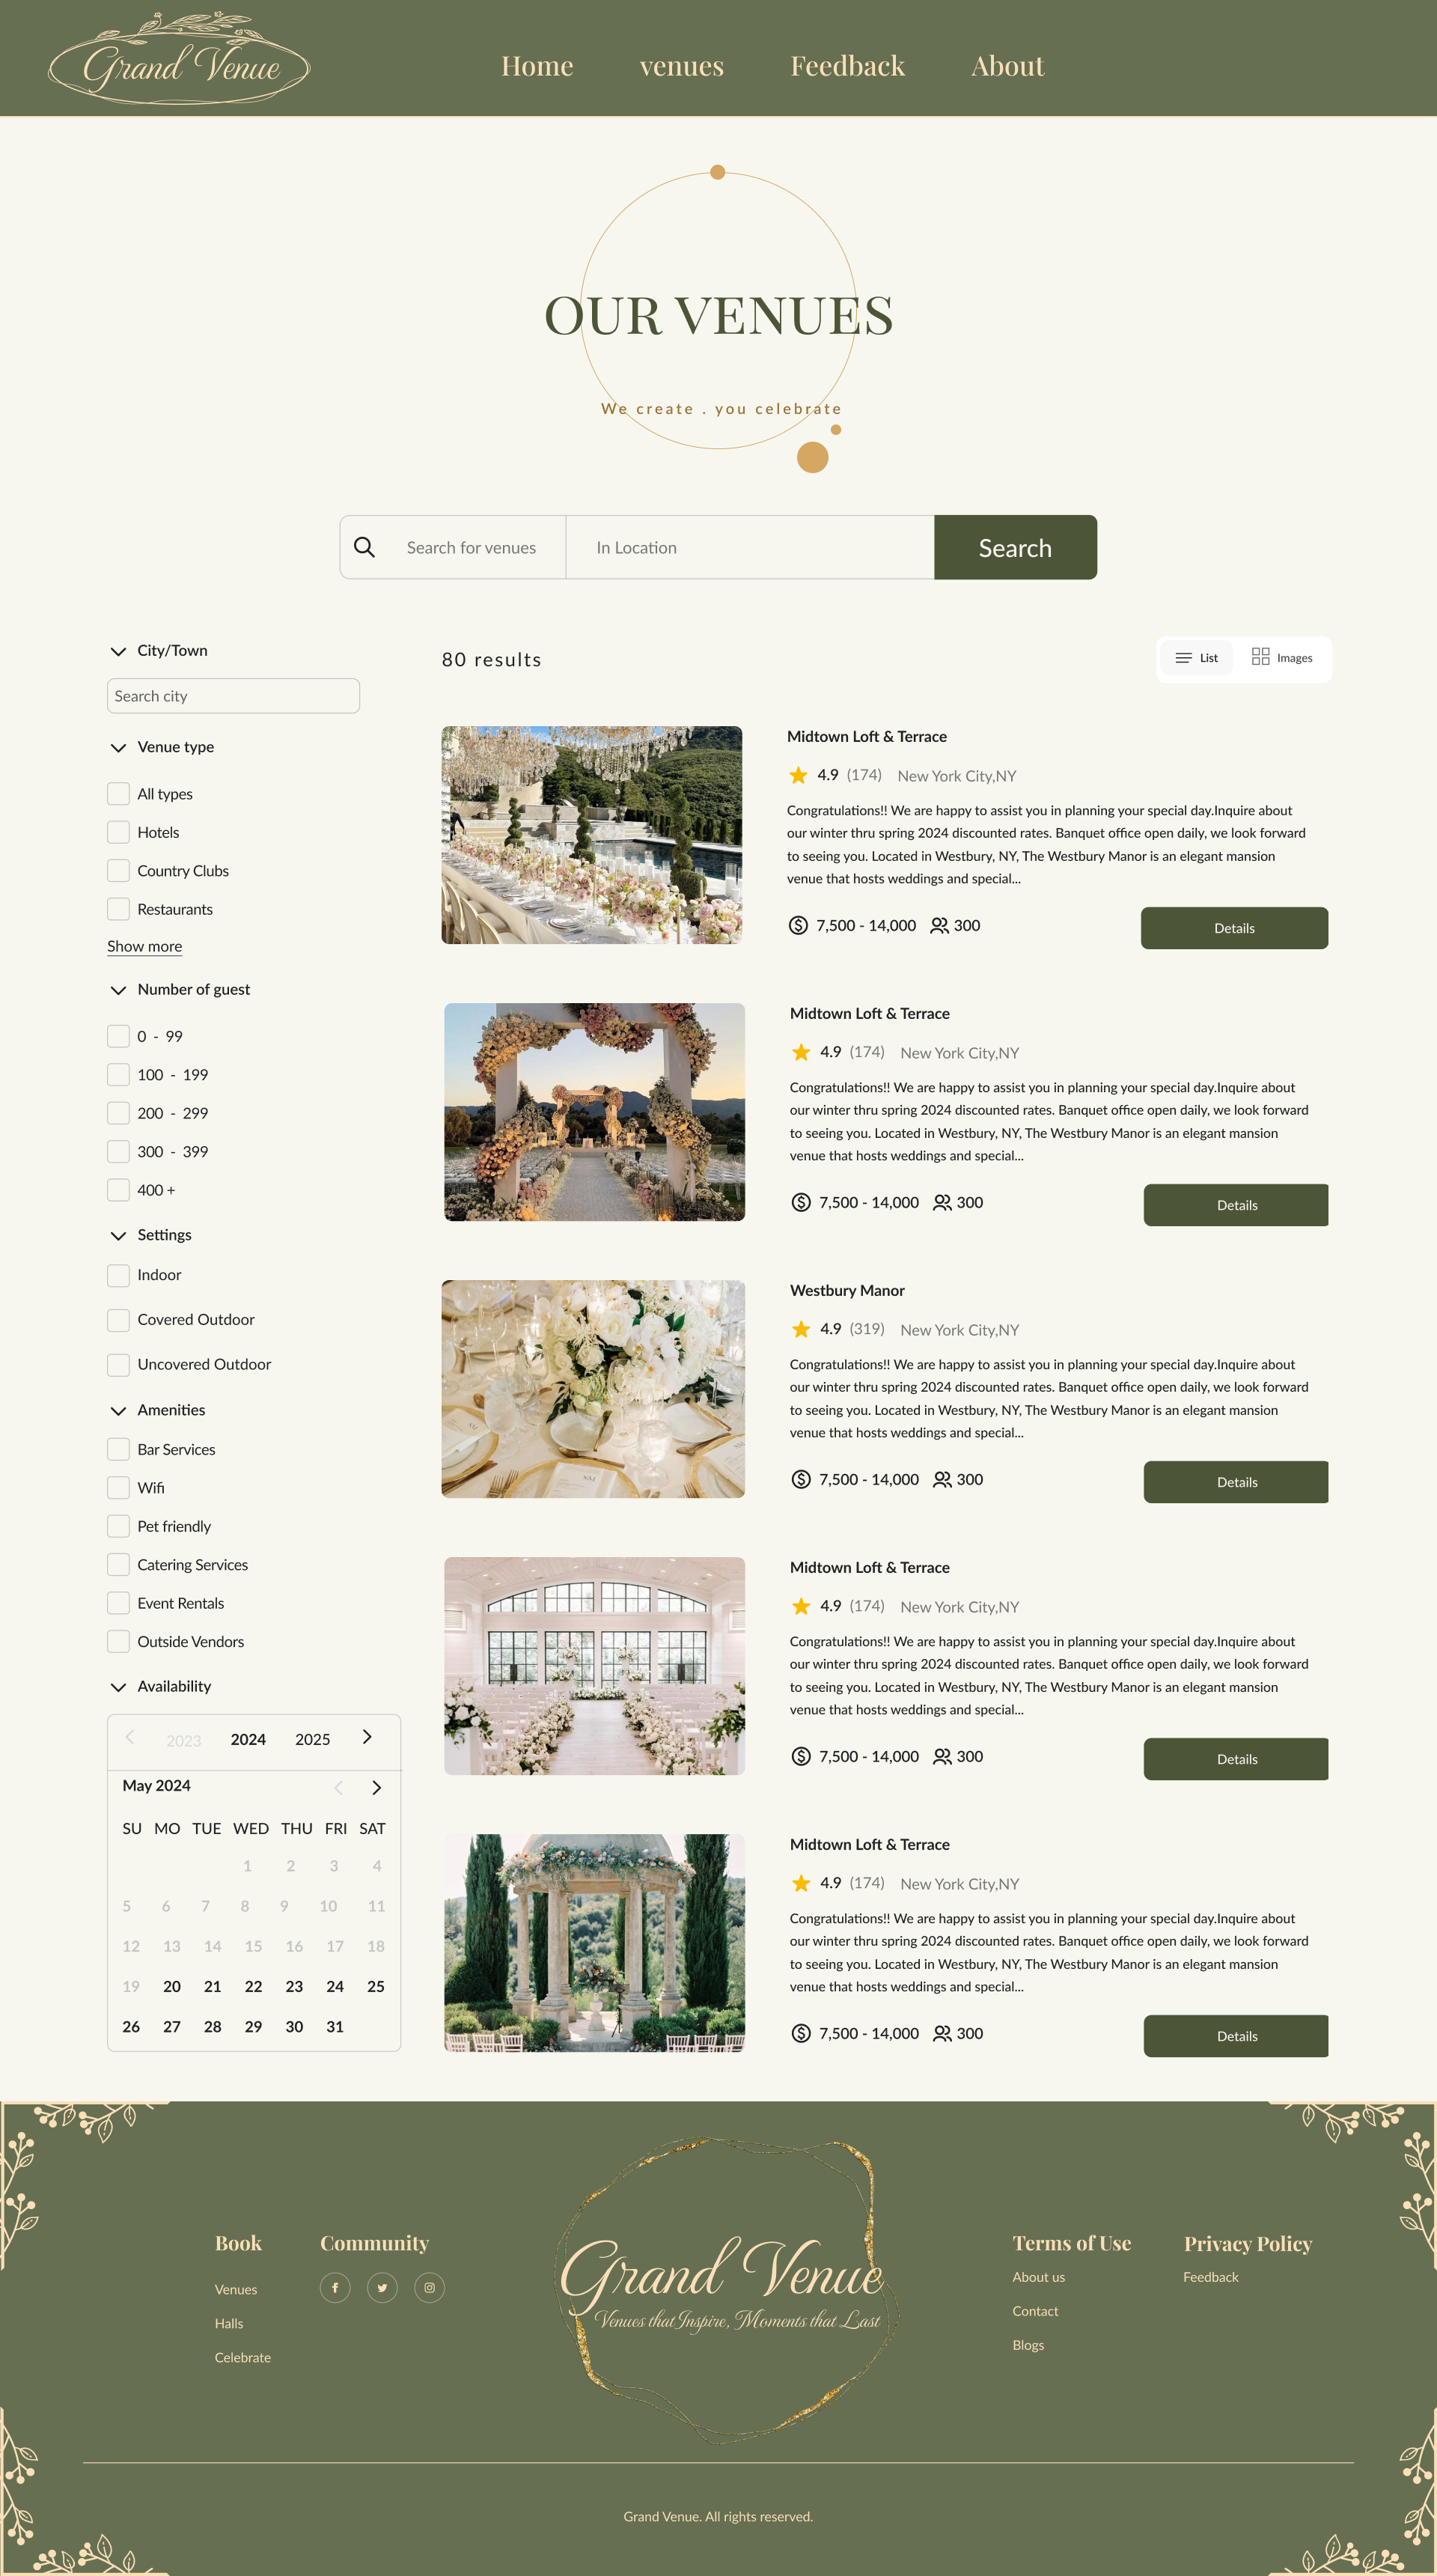 Grand Venue
Home venues Feedback About
OUR VENUES
We create . you celebrate
Search for venues In Location Search
City/Town
Search city
Venue type
All types
Hotels
Country Clubs
Restaurants
Show more
Number of guest
0 - 99
100 - 199
200 - 299
300 - 399
400 +
Settings
Indoor
Covered Outdoor
Uncovered Outdoor
Amenities
Bar Services
Wifi
Pet friendly
Catering Services
Event Rentals
Outside Vendors
Availability
2023 2024 2025
May 2024
SU MO TUE WED THU FRI SAT
1 2 3 4
5 6 7 8 9 10 11
12 13 14 15 16 17 18
19 20 21 22 23 24 25
26 27 28 29 30 31
80 results
List Images
Midtown Loft & Terrace
4.9 (174) New York City,NY
Congratulations!! We are happy to assist you in planning your special day.Inquire about
our winter thru spring 2024 discounted rates. Banquet office open daily, we look forward
to seeing you. Located in Westbury, NY, The Westbury Manor is an elegant mansion
venue that hosts weddings and special...
7,500 - 14,000 300 Details
Midtown Loft & Terrace
4.9 (174) New York City,NY
Congratulations!! We are happy to assist you in planning your special day.Inquire about
our winter thru spring 2024 discounted rates. Banquet office open daily, we look forward
to seeing you. Located in Westbury, NY, The Westbury Manor is an elegant mansion
venue that hosts weddings and special...
7,500 - 14,000 300 Details
Westbury Manor
4.9 (319) New York City,NY
Congratulations!! We are happy to assist you in planning your special day.Inquire about
our winter thru spring 2024 discounted rates. Banquet office open daily, we look forward
to seeing you. Located in Westbury, NY, The Westbury Manor is an elegant mansion
venue that hosts weddings and special...
7,500 - 14,000 300 Details
Midtown Loft & Terrace
4.9 (174) New York City,NY
Congratulations!! We are happy to assist you in planning your special day.Inquire about
our winter thru spring 2024 discounted rates. Banquet office open daily, we look forward
to seeing you. Located in Westbury, NY, The Westbury Manor is an elegant mansion
venue that hosts weddings and special...
7,500 - 14,000 300 Details
Midtown Loft & Terrace
4.9 (174) New York City,NY
Congratulations!! We are happy to assist you in planning your special day.Inquire about
our winter thru spring 2024 discounted rates. Banquet office open daily, we look forward
to seeing you. Located in Westbury, NY, The Westbury Manor is an elegant mansion
venue that hosts weddings and special...
7,500 - 14,000 300 Details
Book
Venues
Halls
Celebrate
Community
Grand Venue
Venues that Inspire, Moments that Last
Terms of Use
About us
Contact
Blogs
Privacy Policy
Feedback
Grand Venue. All rights reserved.